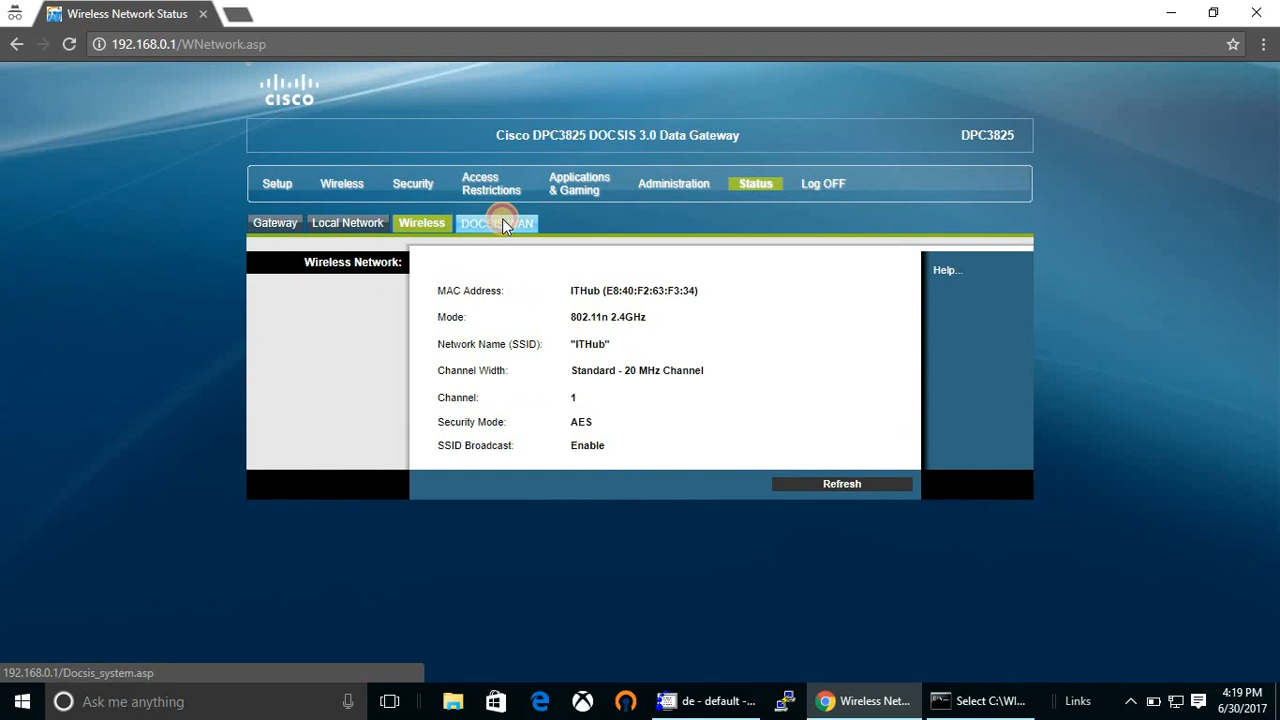 Wireless Network Status
192.168.0.1/WNetwork.asp
CISCO
Cisco DPC3825 DOCSIS 3.0 Data Gateway DPC3825
Setup Wireless Security Access Restrictions Applications & Gaming Administration Status Log OFF
Gateway Local Network Wireless DOCSIS WAN
Wireless Network:
Help...
MAC Address: ITHub (E8:40:F2:63:F3:34)
Mode: 802.11n 2.4GHz
Network Name (SSID): "ITHub"
Channel Width: Standard - 20 MHz Channel
Channel: 1
Security Mode: AES
SSID Broadcast: Enable
Refresh
192.168.0.1/Docsis_system.asp
Ask me anything
de - default -...
Wireless Net...
Select C:\WI...
Links
4:19 PM
6/30/2017